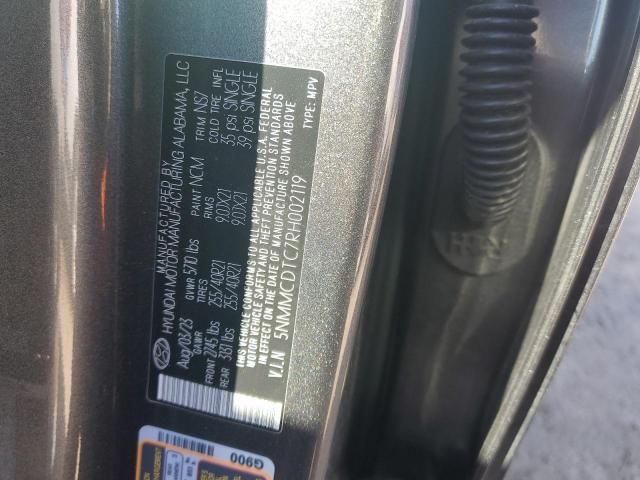 MANUFACTURED BY
HYUNDAI MOTOR MANUFACTURING ALABAMA, LLC
Aug/03/23 GVWR 5710 lbs PAINT NCM TRIM NS7
GAWR TIRES RIMS COLD TIRE INFL
FRONT 2745 lbs 255/40R21 9.00X21 35 psi SINGLE
REAR 3181 lbs 255/40R21 9.00X21 39 psi SINGLE
THIS VEHICLE CONFORMS TO ALL APPLICABLE U.S.A. FEDERAL
MOTOR VEHICLE SAFETY AND THEFT PREVENTION STANDARDS
IN EFFECT ON THE DATE OF MANUFACTURE SHOWN ABOVE
V.I.N 5NMMCDTC7RH002119 TYPE: MPV
G900